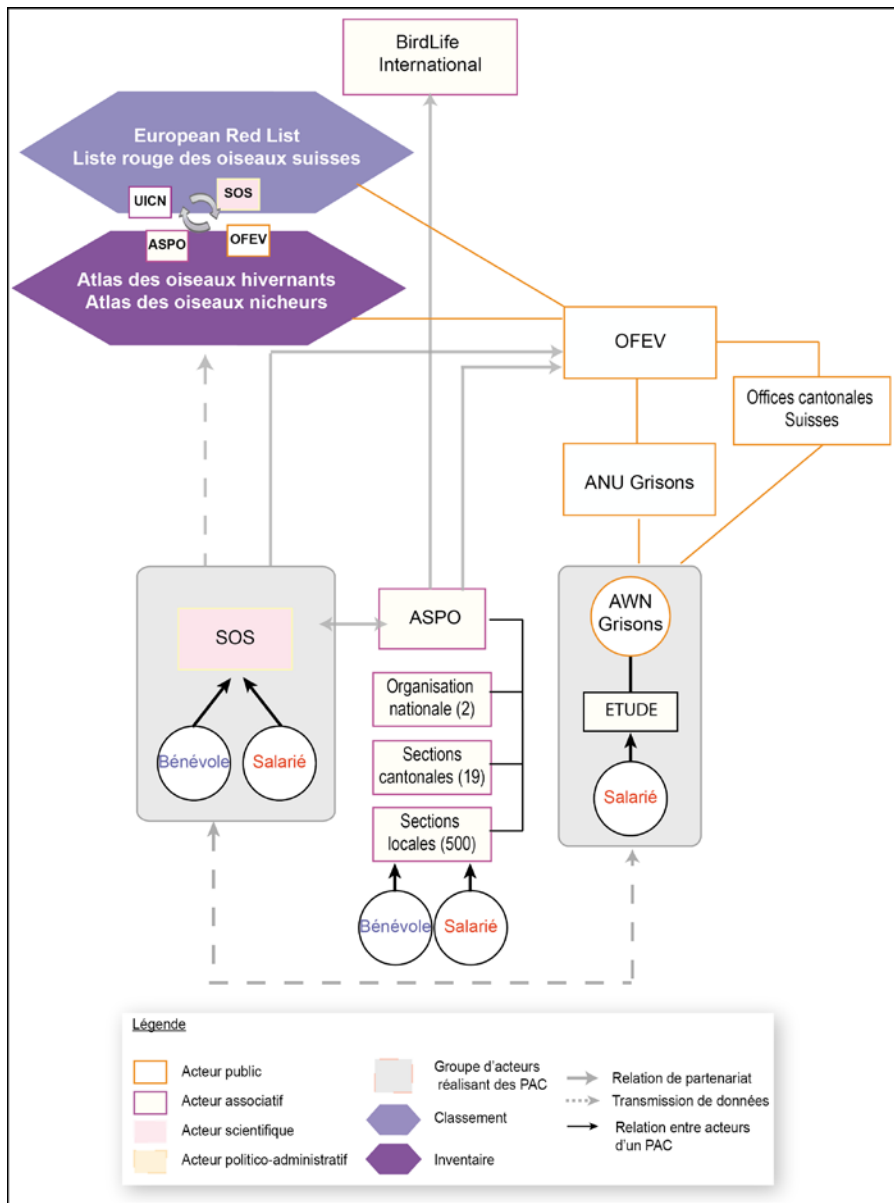 BirdLife
International
European Red List
Liste rouge des oiseaux suisses
UICN
SOS
ASPO
OFEV
Atlas des oiseaux hivernants
Atlas des oiseaux nicheurs
OFEV
Offices cantonales
Suisses
ANU Grisons
SOS
Bénévole
Salarié
ASPO
Organisation
nationale (2)
Sections
cantonales (19)
Sections
locales (500)
Bénévole
Salarié
AWN
Grisons
ETUDE
Salarié
Légende
Acteur public
Acteur associatif
Acteur scientifique
Acteur politico-administratif
Groupe d'acteurs
réalisant des PAC
Classement
Inventaire
Relation de partenariat
Transmission de données
Relation entre acteurs
d'un PAC